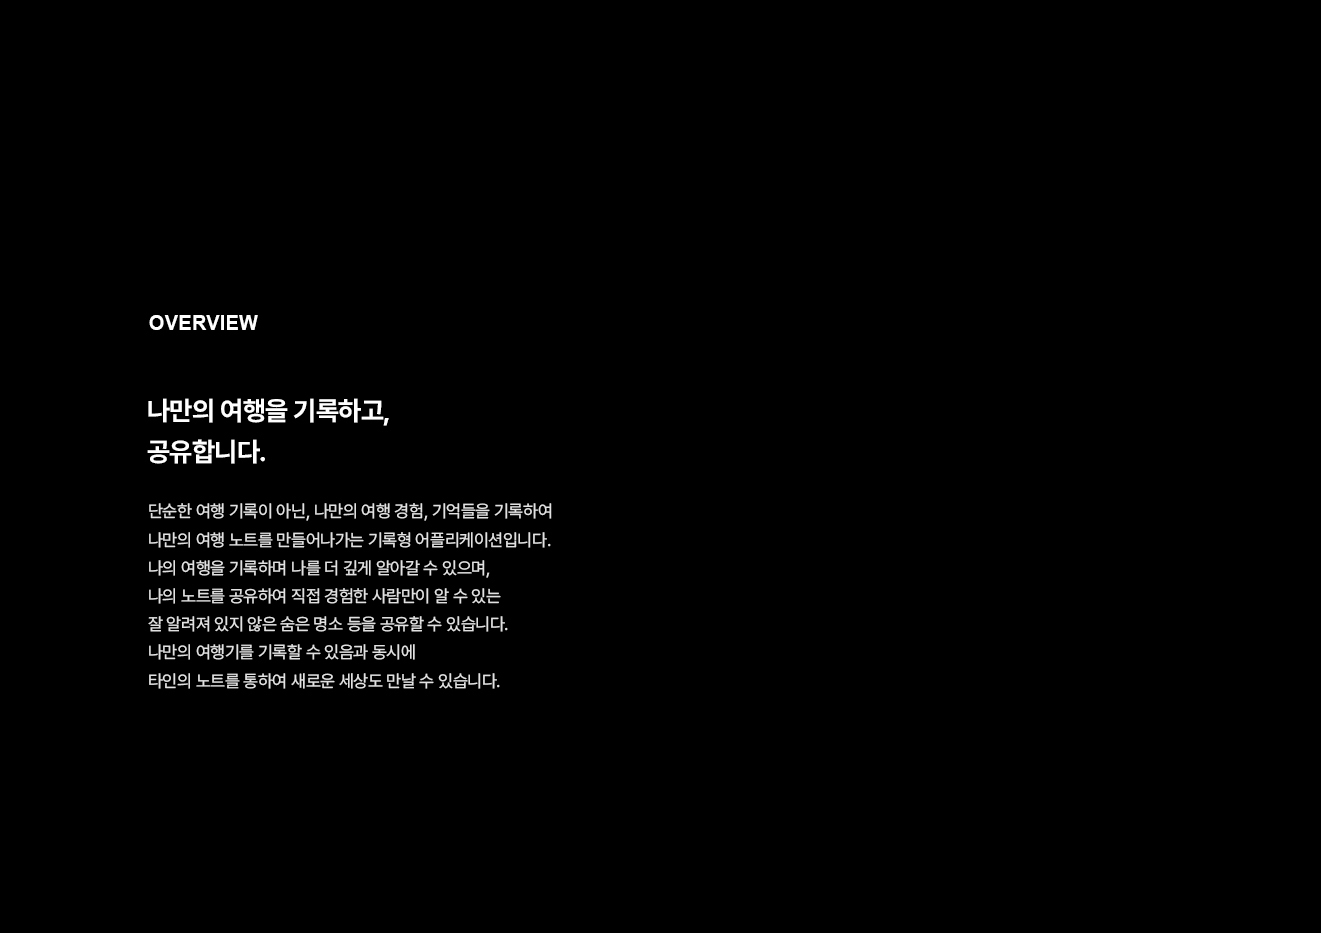 OVERVIEW
나만의 여행을 기록하고,
공유합니다.
단순한 여행 기록이 아닌, 나만의 여행 경험, 기억들을 기록하여
나만의 여행 노트를 만들어나가는 기록형 어플리케이션입니다.
나의 여행을 기록하며 나를 더 깊게 알아갈 수 있으며,
나의 노트를 공유하여 직접 경험한 사람만이 알 수 있는
잘 알려져 있지 않은 숨은 명소 등을 공유할 수 있습니다.
나만의 여행기를 기록할 수 있음과 동시에
타인의 노트를 통하여 새로운 세상도 만날 수 있습니다.